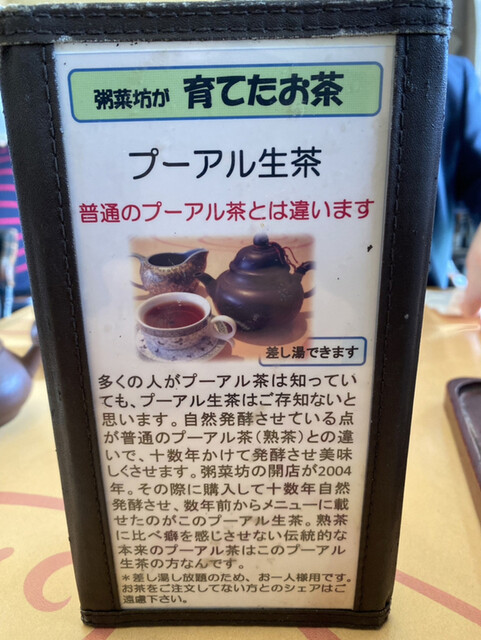 粥菜坊が 育てたお茶
プーアル生茶
普通のプーアル茶とは違います
差し湯できます
多くの人がプーアル茶は知ってい
ても、プーアル生茶はご存知ないと
思います。自然発酵させている点
が普通のプーアル茶（熟茶）との違
いで、十数年かけて発酵させ美味
しくさせます。粥菜坊の開店が2004
年。その際に購入して十数年自然
発酵させ、数年前からメニューに載
せたのがこのプーアル生茶。熟茶
に比べ癖を感じさせない伝統的な
本来のプーアル茶はこのプーアル
生茶の方なんです。
＊差し湯し放題のため、お一人様用です。
お茶をご注文してない方とのシェアはご
遠慮下さい。